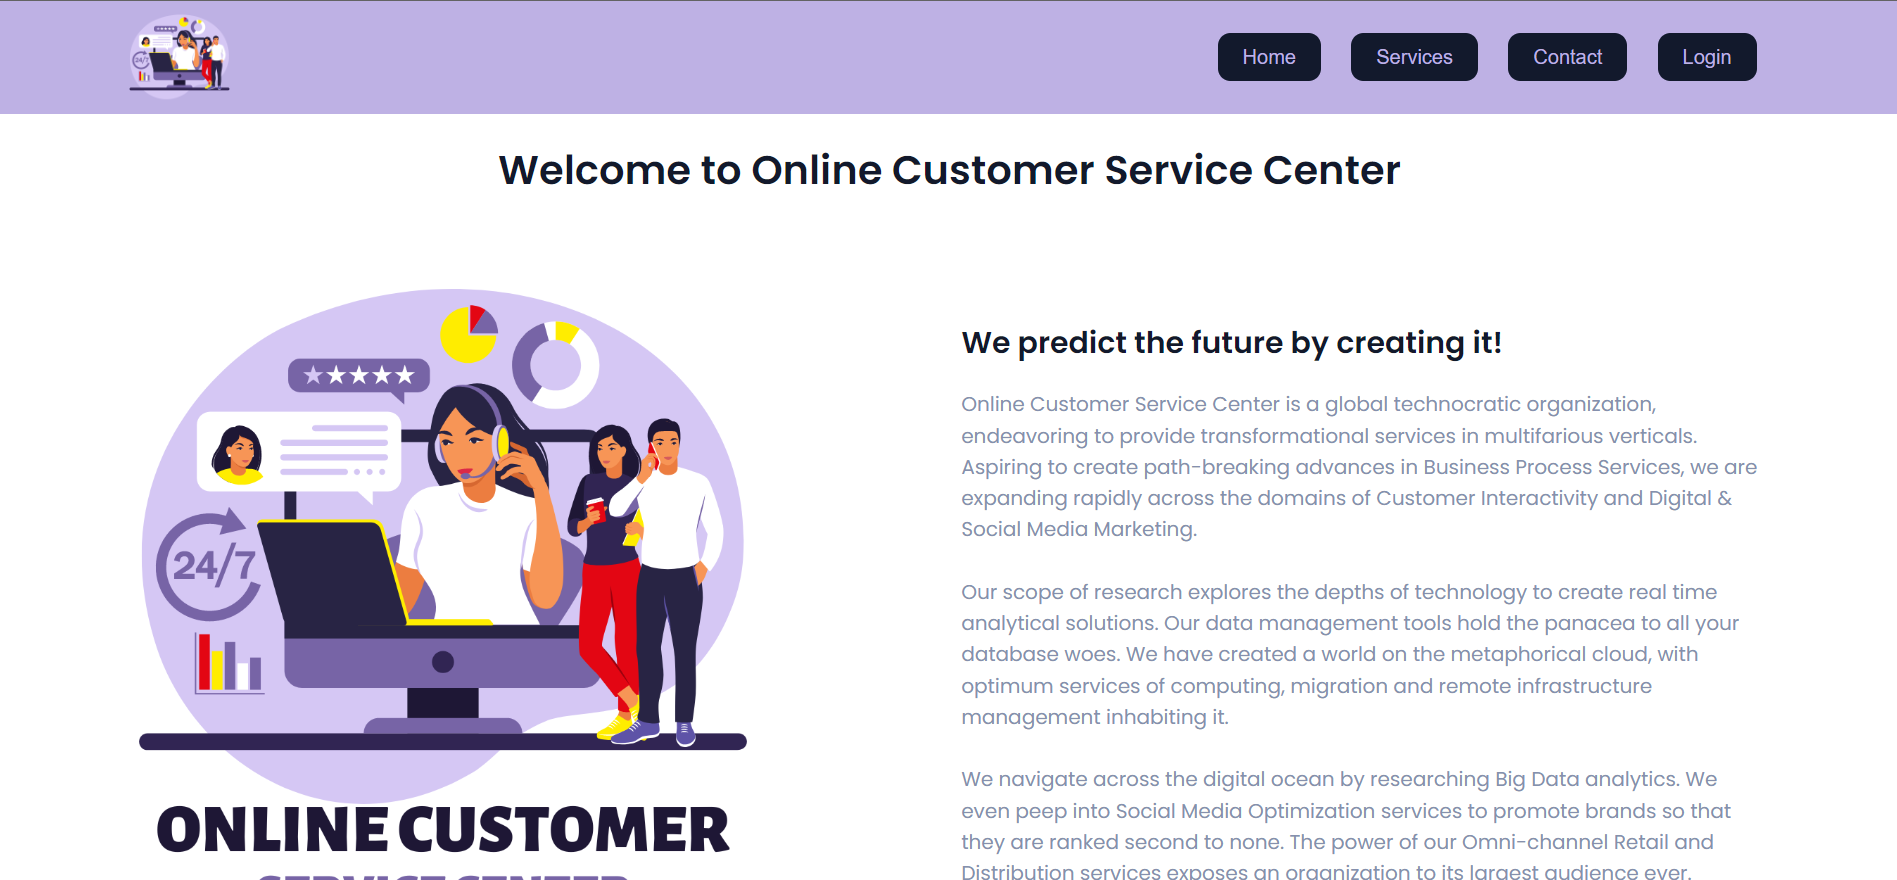 Home
Services
Contact
Login
Welcome to Online Customer Service Center
24/7
ONLINE CUSTOMER
SERVICE CENTER
We predict the future by creating it!
Online Customer Service Center is a global technocratic organization,
endeavoring to provide transformational services in multifarious verticals.
Aspiring to create path-breaking advances in Business Process Services, we are
expanding rapidly across the domains of Customer Interactivity and Digital &
Social Media Marketing.
Our scope of research explores the depths of technology to create real time
analytical solutions. Our data management tools hold the panacea to all your
database woes. We have created a world on the metaphorical cloud, with
optimum services of computing, migration and remote infrastructure
management inhabiting it.
We navigate across the digital ocean by researching Big Data analytics. We
even peep into Social Media Optimization services to promote brands so that
they are ranked second to none. The power of our Omni-channel Retail and
Distribution services exposes an organization to its largest audience ever.